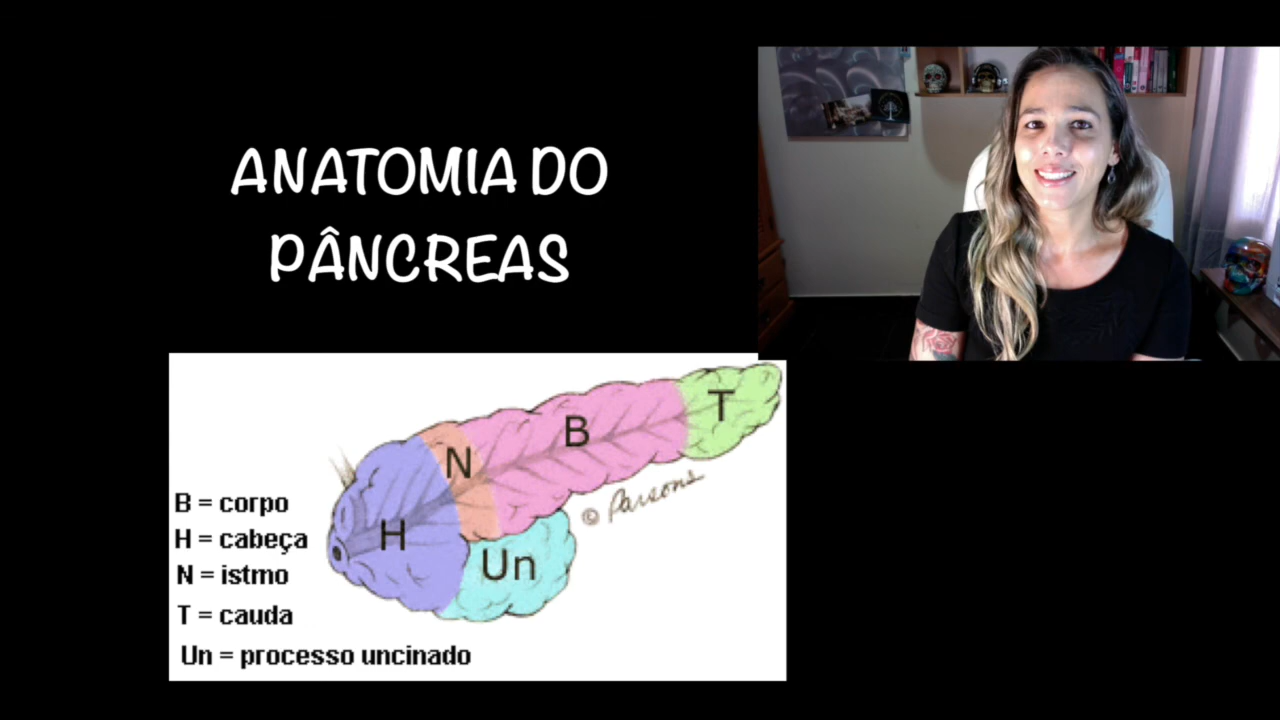 ANATOMIA DO
PÂNCREAS
N
B
T
H
Un
© Parsons
B = corpo
H = cabeça
N = istmo
T = cauda
Un = processo uncinado